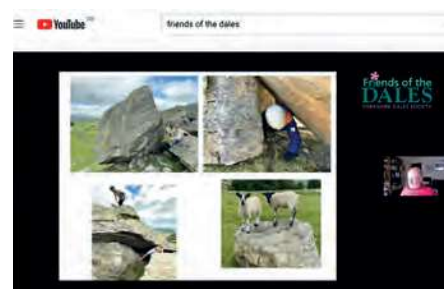 YouTube
friends of the dales
Friends of the
DALES
YORKSHIRE DALES SOCIETY